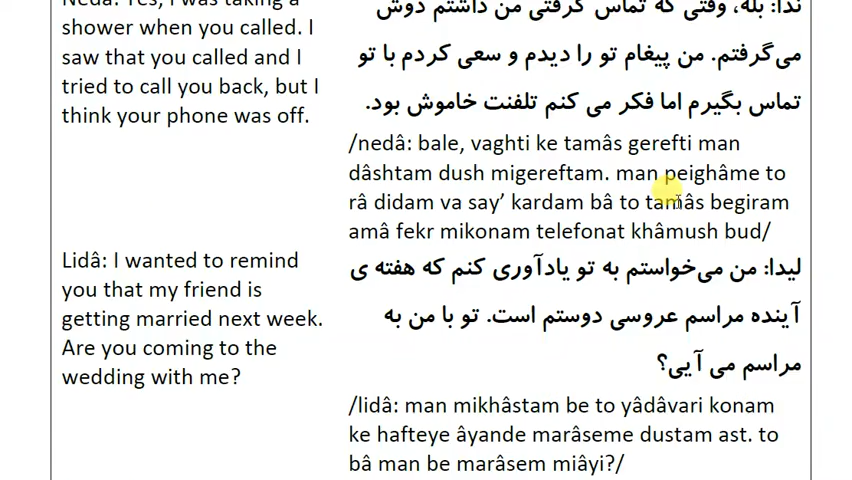 Nedâ: Yes, I was taking a
shower when you called. I
saw that you called and I
tried to call you back, but I
think your phone was off.
ندا: بله، وقتی که تماس گرفتی من داشتم دوش
می‌گرفتم. من پیغام تو را دیدم و سعی کردم با تو
تماس بگیرم اما فکر می کنم تلفنت خاموش بود.
/nedâ: bale, vaghti ke tamâs gerefti man
dâshtam dush migereftam. man peighâme to
râ didam va say’ kardam bâ to tamâs begiram
amâ fekr mikonam telefonat khâmush bud/
Lidâ: I wanted to remind
you that my friend is
getting married next week.
Are you coming to the
wedding with me?
لیدا: من می‌خواستم به تو یادآوری کنم که هفته ی
آینده مراسم عروسی دوستم است. تو با من به
مراسم می آیی؟
/lidâ: man mikhâstam be to yâdâvari konam
ke hafteye âyande marâseme dustam ast. to
bâ man be marâsem miâyi?/